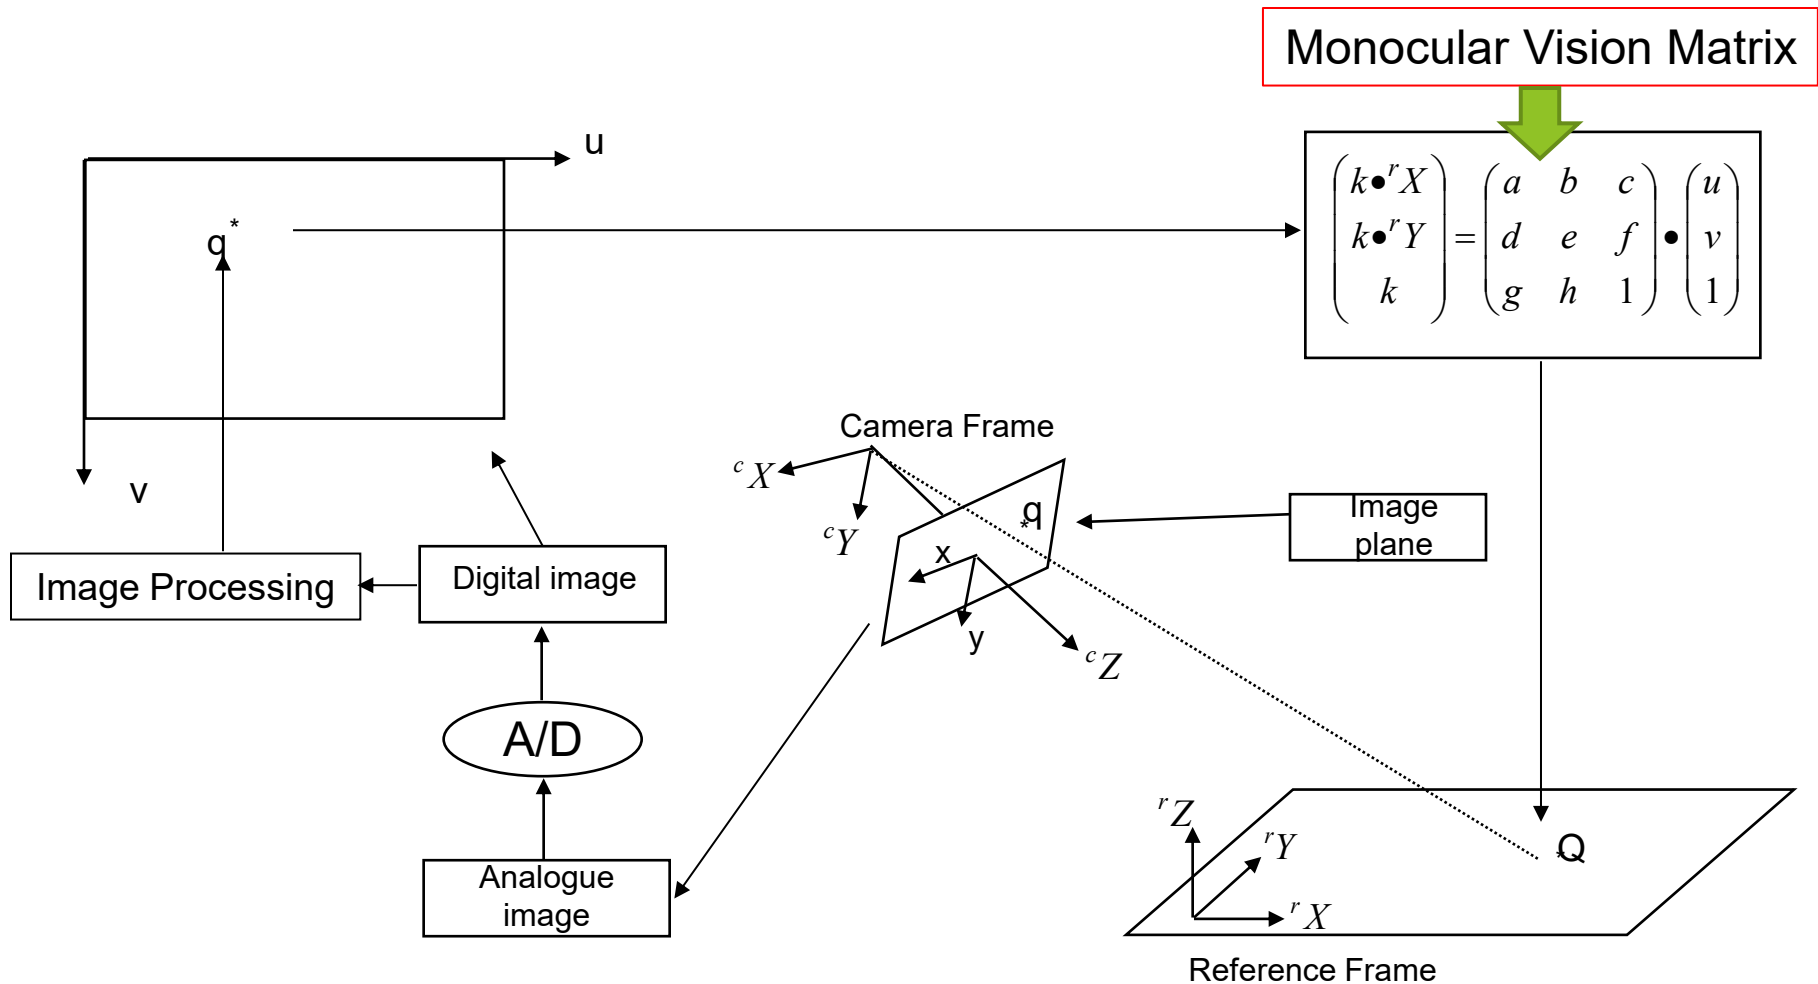 Monocular Vision Matrix
u
q*
v
k•ʳX
k•ʳY
k
=
a b c
d e f
g h 1
•
u
v
1
Camera Frame
ᶜX
ᶜY
ᶜZ
*q
x
y
Image
plane
Image Processing
Digital image
A/D
Analogue
image
ʳZ
ʳY
ʳX
*Q
Reference Frame